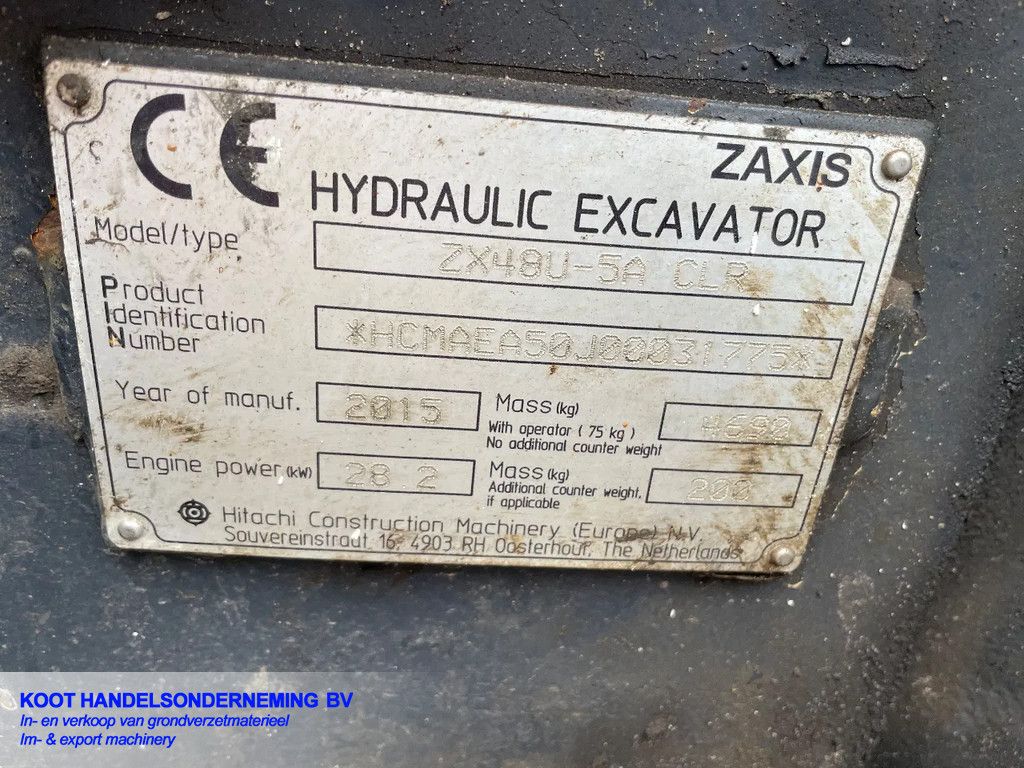 CE
ZAXIS
HYDRAULIC EXCAVATOR
Model/type ZX48U-5A CLR
Product
Identification
Number *HCMAEA50J00031775*
Year of manuf. 2015 Mass (kg) 4690
With operator ( 75 kg )
No additional counter weight
Engine power (kW) 28.2 Mass (kg) 200
Additional counter weight,
if applicable
Hitachi Construction Machinery (Europe) N.V.
Souvereinstraat 16, 4903 RH Oosterhout, The Netherlands
KOOT HANDELSONDERNEMING BV
In- en verkoop van grondverzetmaterieel
Im- & export machinery